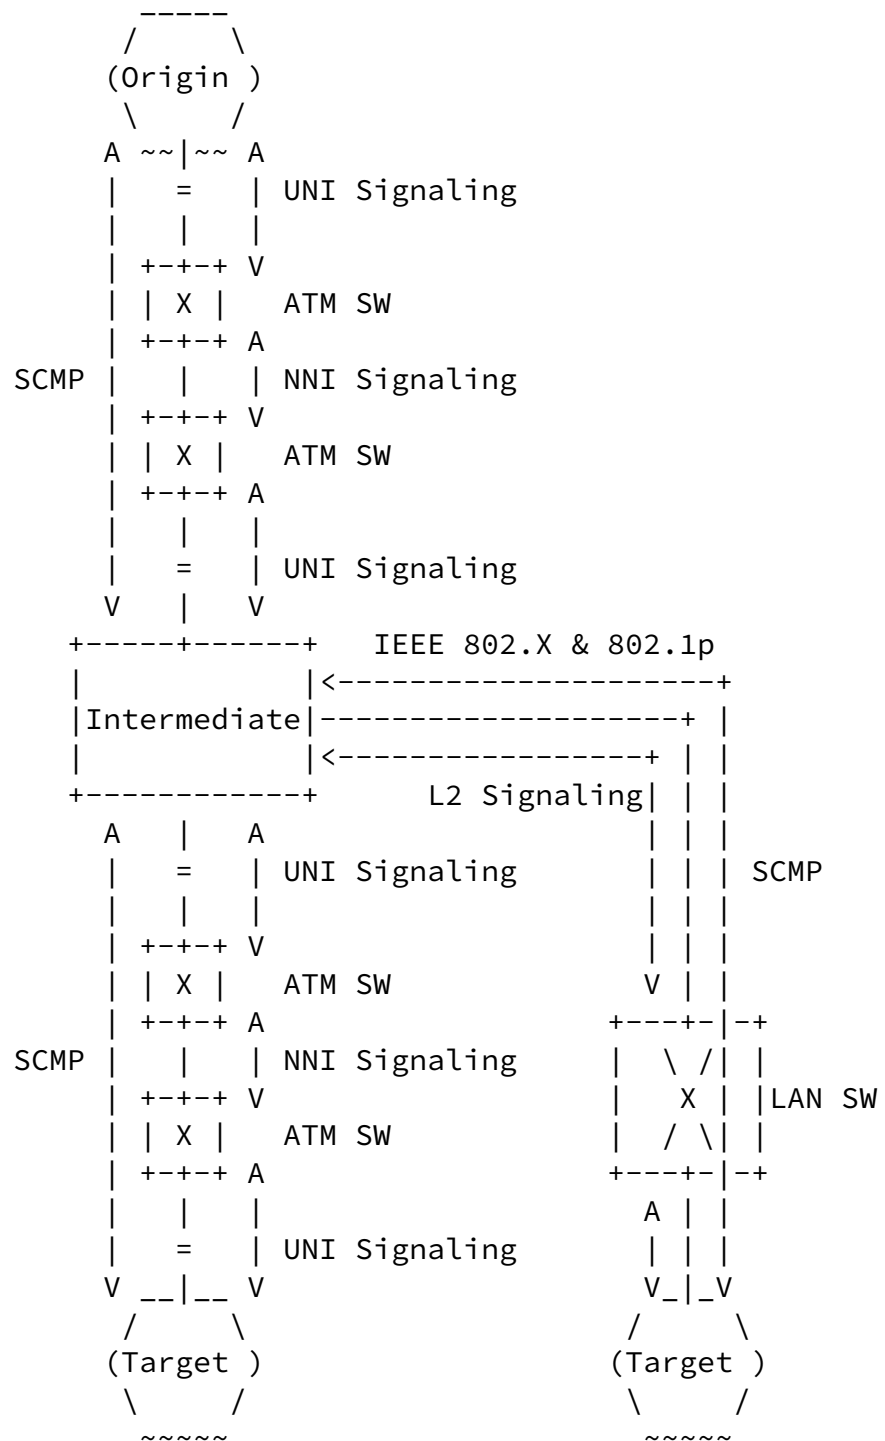 (Origin )
UNI Signaling
X ATM SW
SCMP NNI Signaling
X ATM SW
UNI Signaling
IEEE 802.X & 802.1p
Intermediate
L2 Signaling
UNI Signaling SCMP
X ATM SW
SCMP NNI Signaling
X LAN SW
X ATM SW
UNI Signaling
(Target ) (Target )